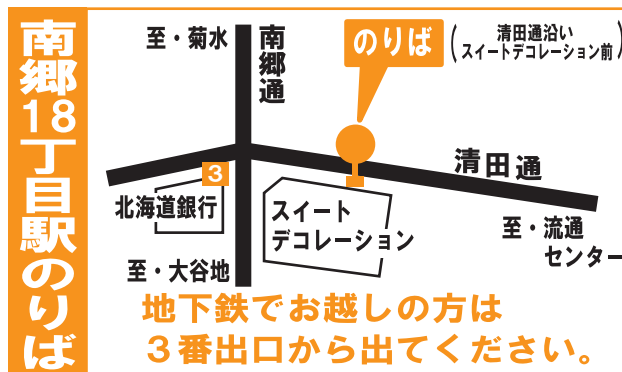 南郷18丁目駅のりば
至・菊水
南郷通
のりば
(清田通沿い
スイートデコレーション前)
清田通
3
北海道銀行
スイート
デコレーション
至・流通
センター
至・大谷地
地下鉄でお越しの方は
３番出口から出てください。